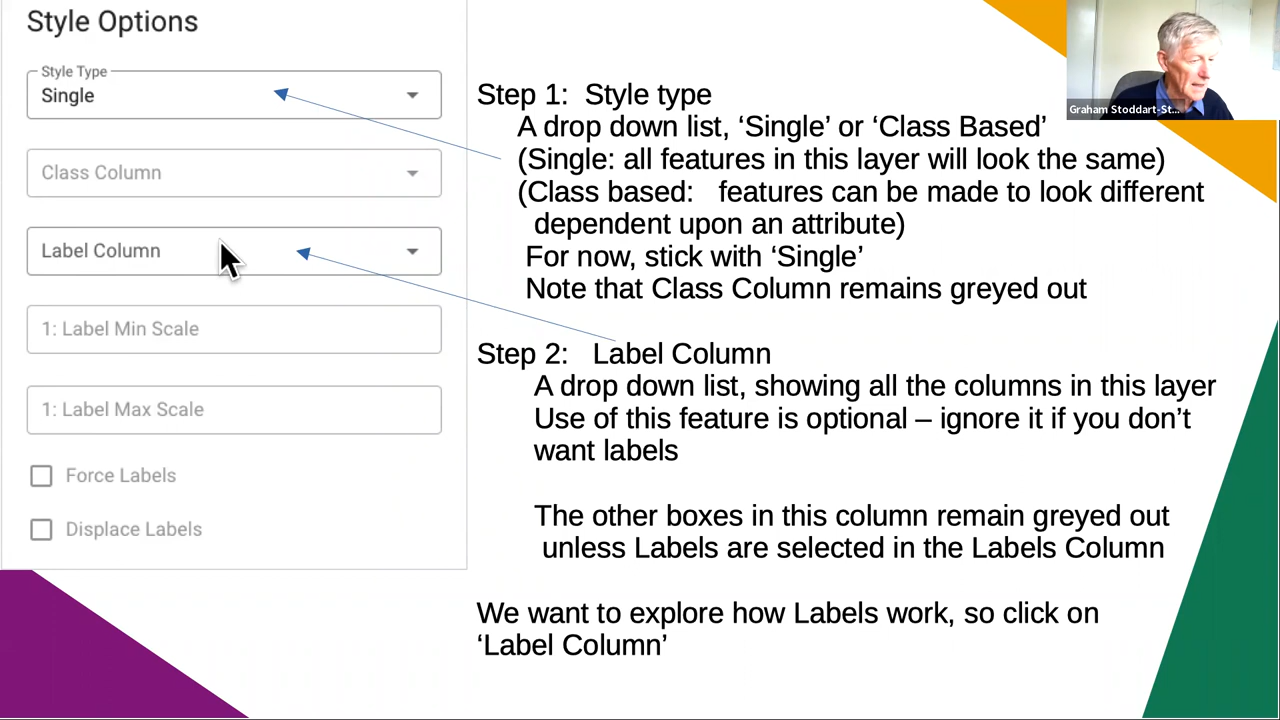 Style Options
Style Type
Single
Class Column
Label Column
1: Label Min Scale
1: Label Max Scale
Force Labels
Displace Labels
Step 1: Style type
A drop down list, ‘Single’ or ‘Class Based’
(Single: all features in this layer will look the same)
(Class based: features can be made to look different
dependent upon an attribute)
For now, stick with ‘Single’
Note that Class Column remains greyed out
Step 2: Label Column
A drop down list, showing all the columns in this layer
Use of this feature is optional – ignore it if you don’t
want labels
The other boxes in this column remain greyed out
unless Labels are selected in the Labels Column
We want to explore how Labels work, so click on
‘Label Column’
Graham Stoddart-St...